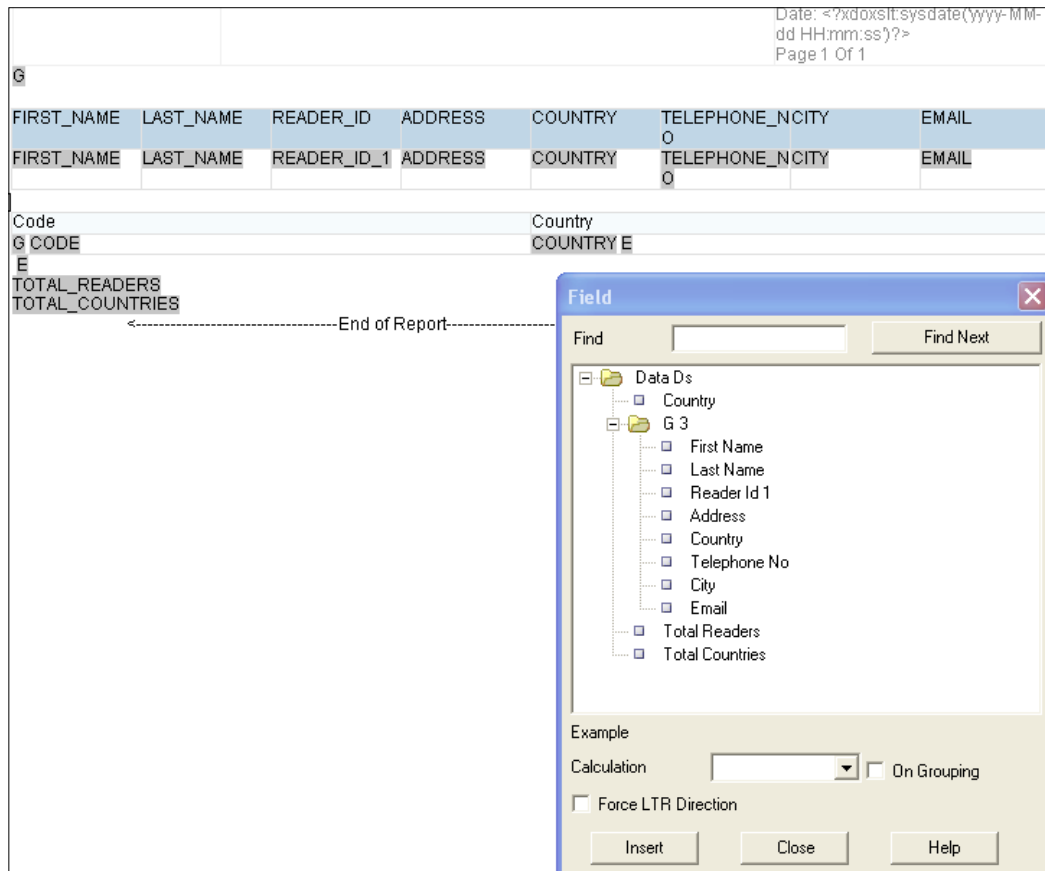 Date: <?xdoxslt:sysdate('yyyy-MM-
dd HH:mm:ss')?>
Page 1 Of 1
G
FIRST_NAME LAST_NAME READER_ID ADDRESS COUNTRY TELEPHONE_N CITY EMAIL
O
FIRST_NAME LAST_NAME READER_ID_1 ADDRESS COUNTRY TELEPHONE_N CITY EMAIL
O
Code Country
G CODE COUNTRY E
E
TOTAL_READERS
TOTAL_COUNTRIES
<---------------------------------End of Report-----------------
Field
Find Find Next
Data Ds
Country
G 3
First Name
Last Name
Reader Id 1
Address
Country
Telephone No
City
Email
Total Readers
Total Countries
Example
Calculation On Grouping
Force LTR Direction
Insert Close Help